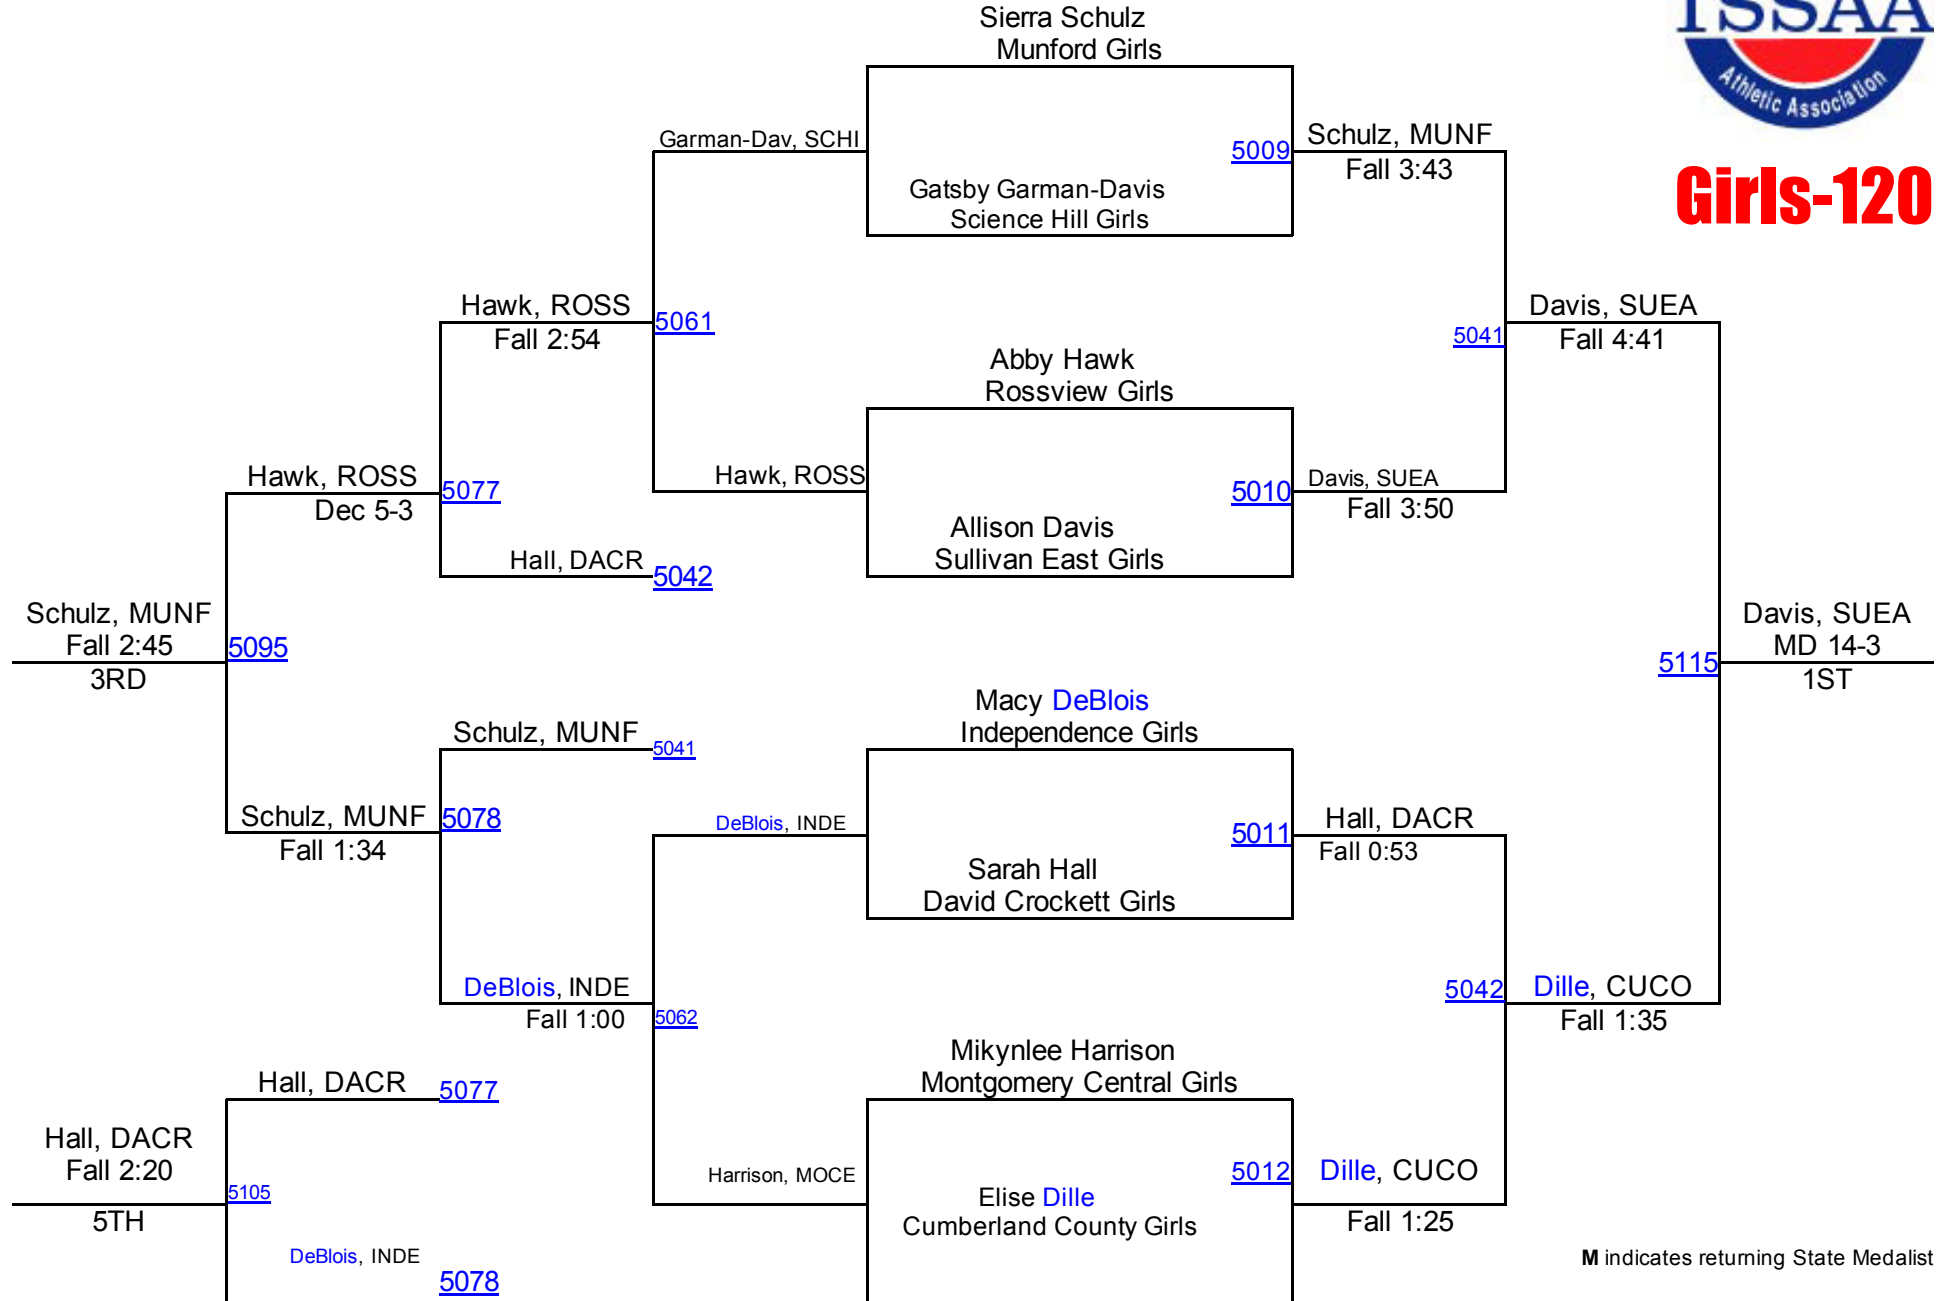 Sierra Schulz
Munford Girls
TSSAA
Athletic Association
Girls-120
Garman-Dav, SCHI
5009
Schulz, MUNF
Fall 3:43
Gatsby Garman-Davis
Science Hill Girls
Hawk, ROSS
Fall 2:54
5061
Davis, SUEA
Fall 4:41
5041
Abby Hawk
Rossview Girls
Hawk, ROSS
Dec 5-3
5077
Hawk, ROSS
5010
Davis, SUEA
Fall 3:50
Allison Davis
Sullivan East Girls
Hall, DACR
5042
Schulz, MUNF
Fall 2:45
3RD
5095
Davis, SUEA
MD 14-3
1ST
5115
Macy DeBlois
Independence Girls
Schulz, MUNF
5041
Schulz, MUNF
Fall 1:34
5078
DeBlois, INDE
5011
Hall, DACR
Fall 0:53
Sarah Hall
David Crockett Girls
DeBlois, INDE
Fall 1:00
5062
5042
Dille, CUCO
Fall 1:35
Mikynlee Harrison
Montgomery Central Girls
Hall, DACR
5077
Hall, DACR
Fall 2:20
5TH
5105
Harrison, MOCE
5012
Dille, CUCO
Fall 1:25
Elise Dille
Cumberland County Girls
DeBlois, INDE
5078
M indicates returning State Medalist